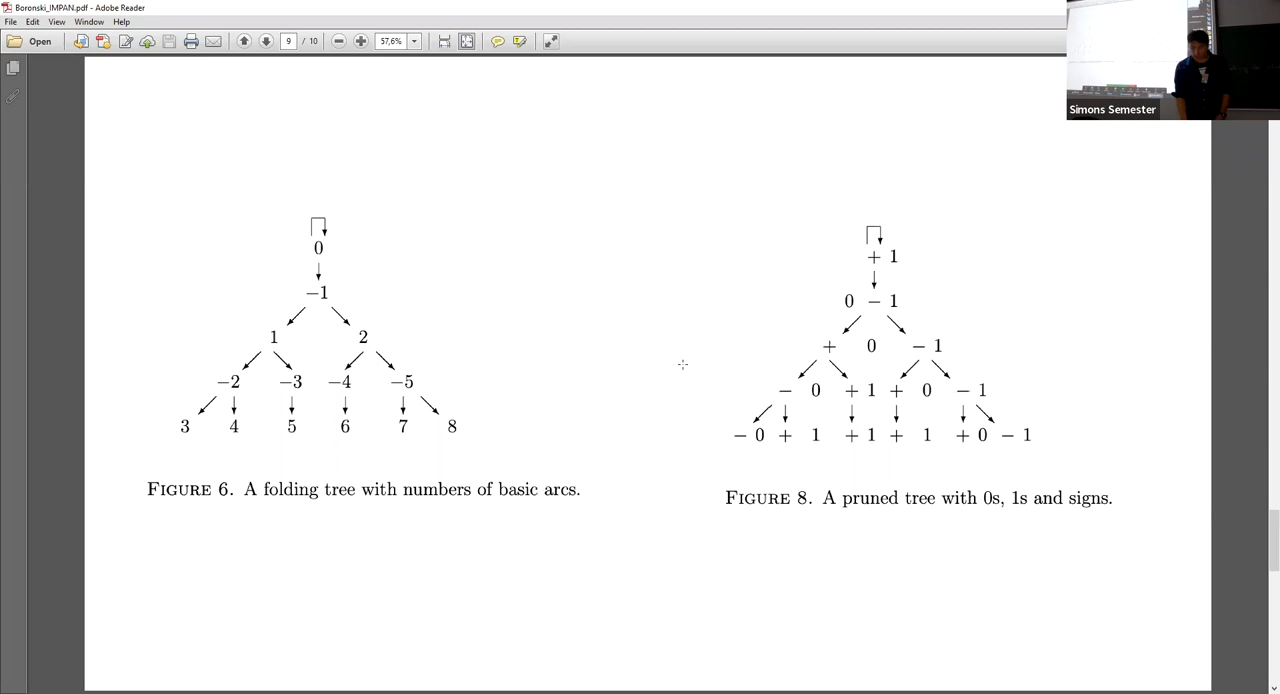 Boronski_IMPAN.pdf - Adobe Reader
File Edit View Window Help
Open 9 / 10 57,6%
Simons Semester
0
−1
1 2
−2 −3 −4 −5
3 4 5 6 7 8
FIGURE 6. A folding tree with numbers of basic arcs.
+ 1
0 − 1
+ 0 − 1
− 0 + 1 + 0 − 1
− 0 + 1 + 1 + 1 + 0 − 1
FIGURE 8. A pruned tree with 0s, 1s and signs.